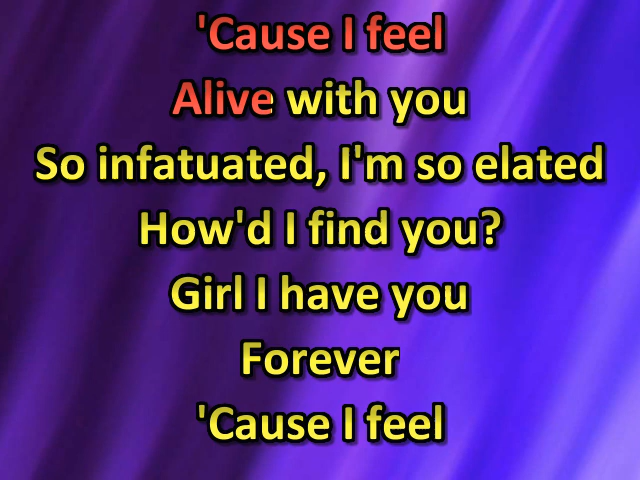 'Cause I feel
Alive with you
So infatuated, I'm so elated
How'd I find you?
Girl I have you
Forever
'Cause I feel